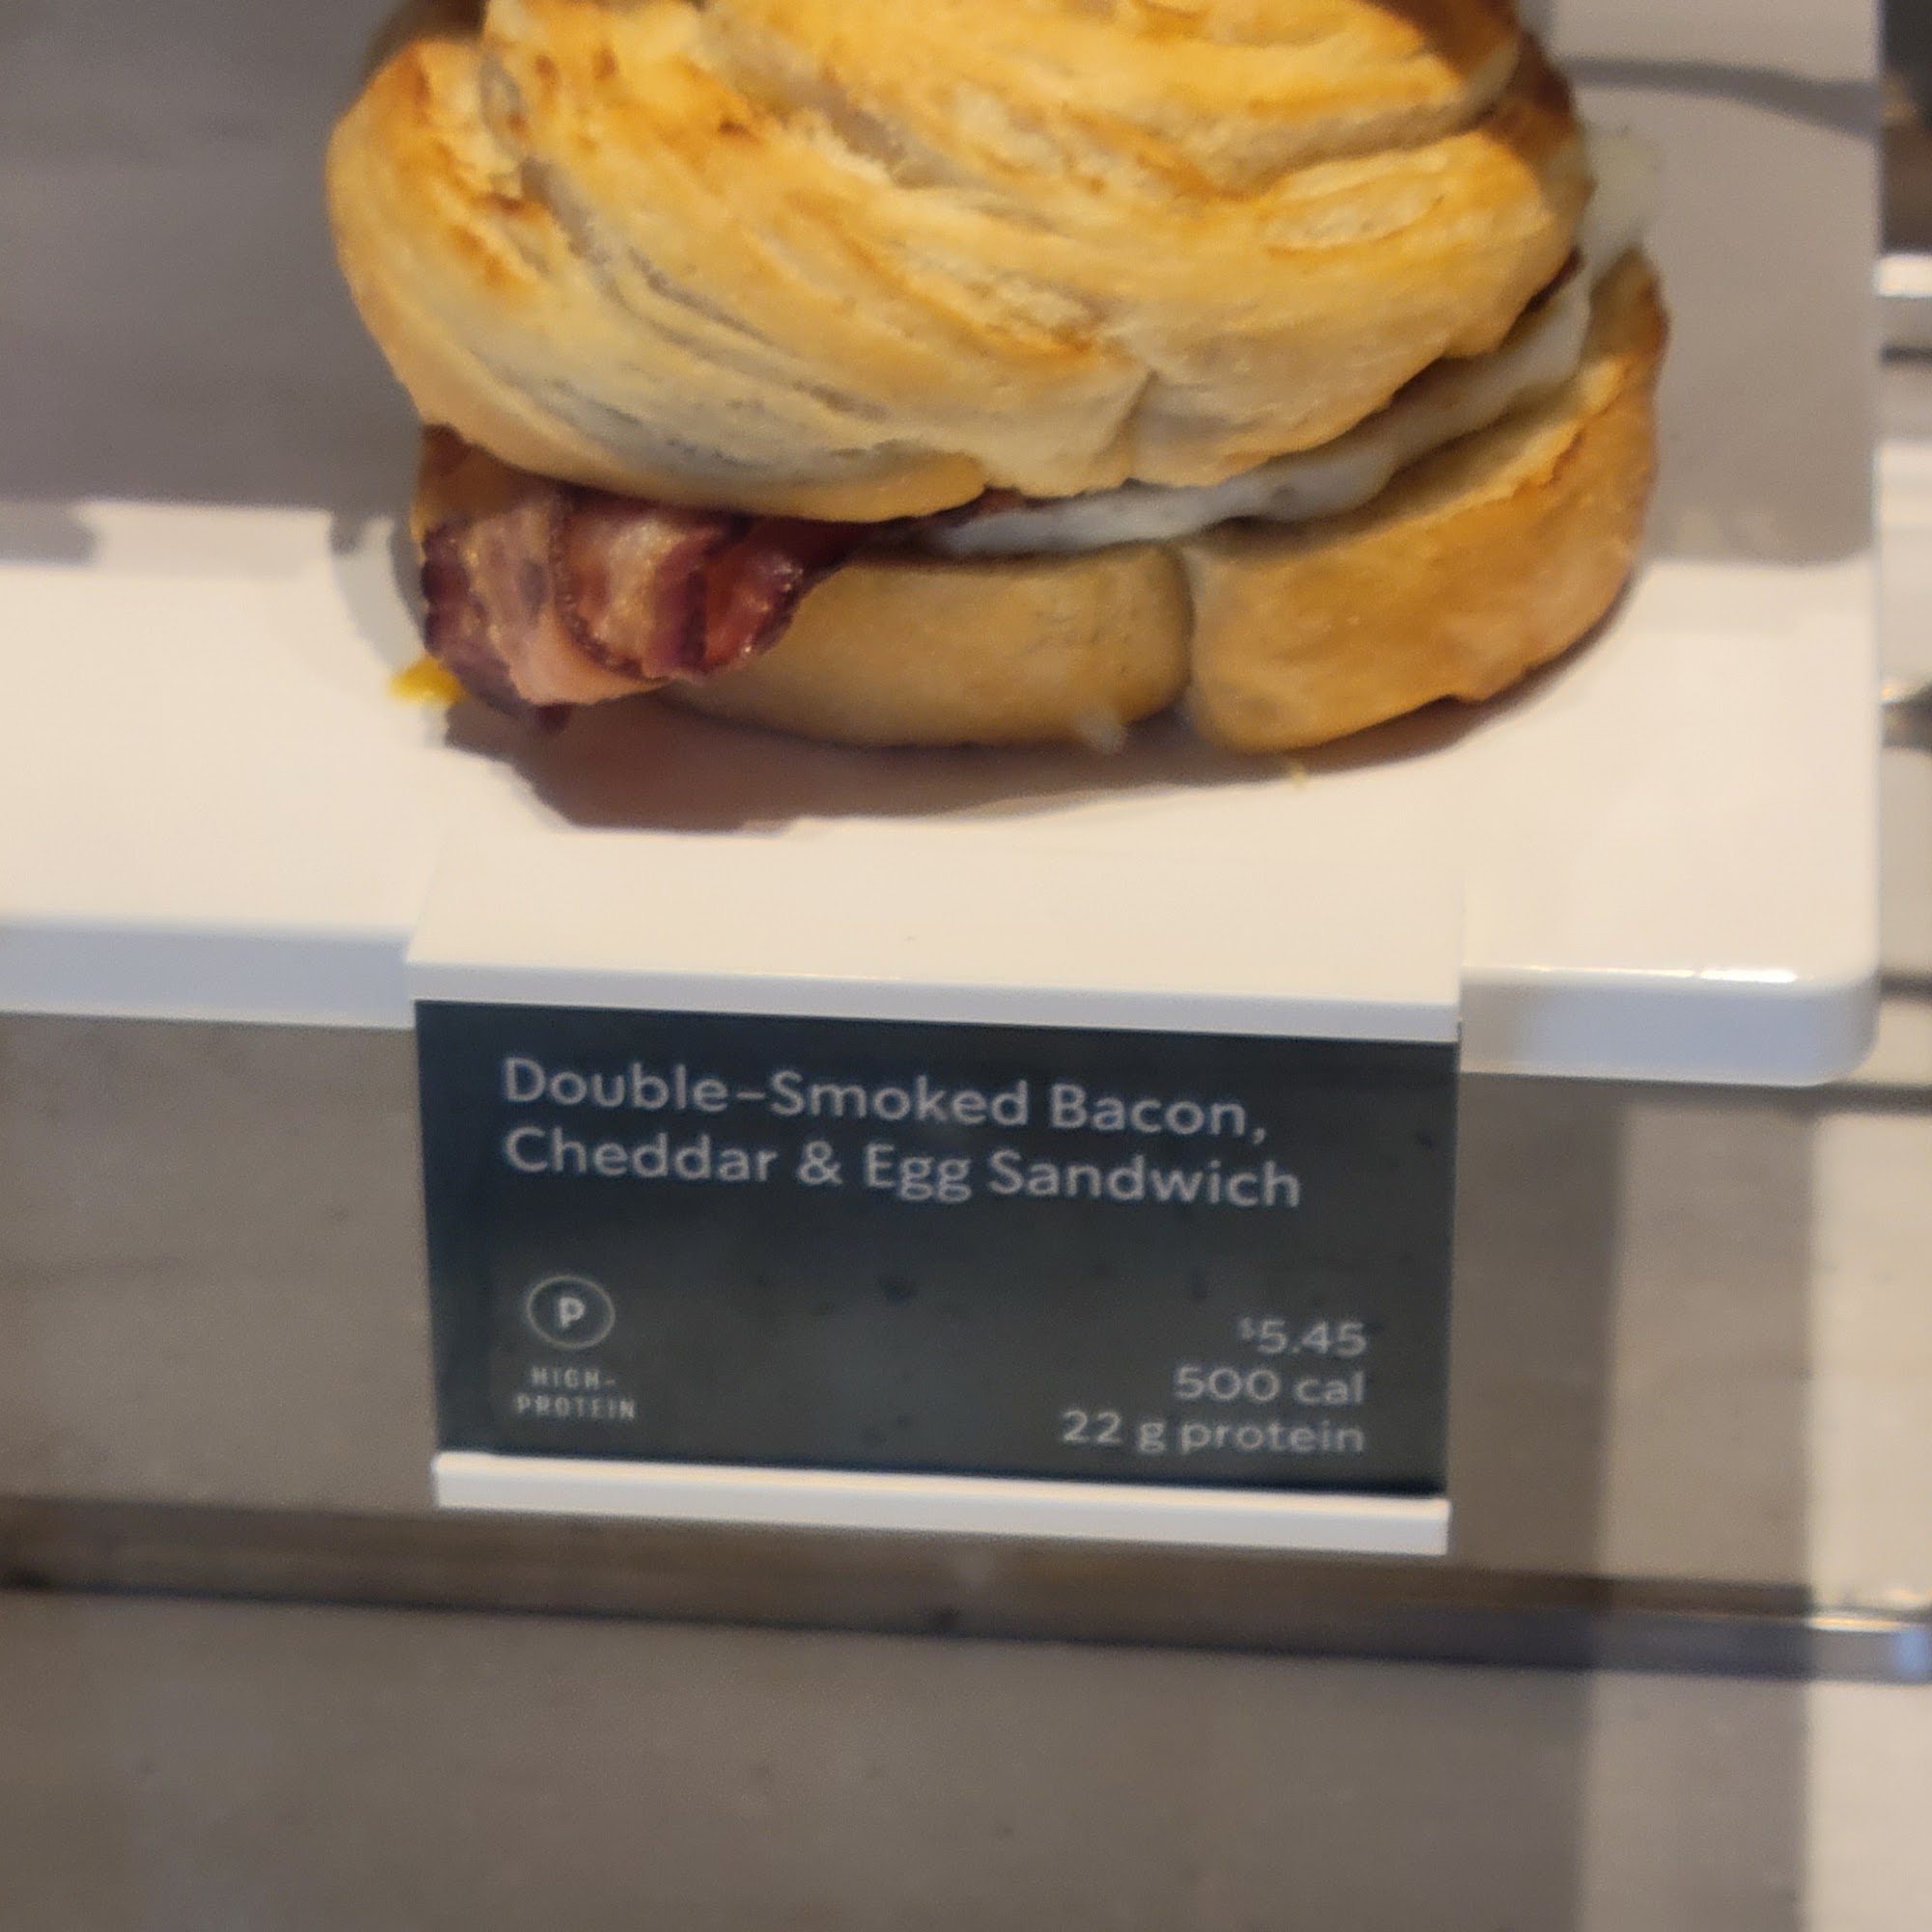 Double-Smoked Bacon,
Cheddar & Egg Sandwich
P
HIGH-
PROTEIN
$5.45
500 cal
22 g protein